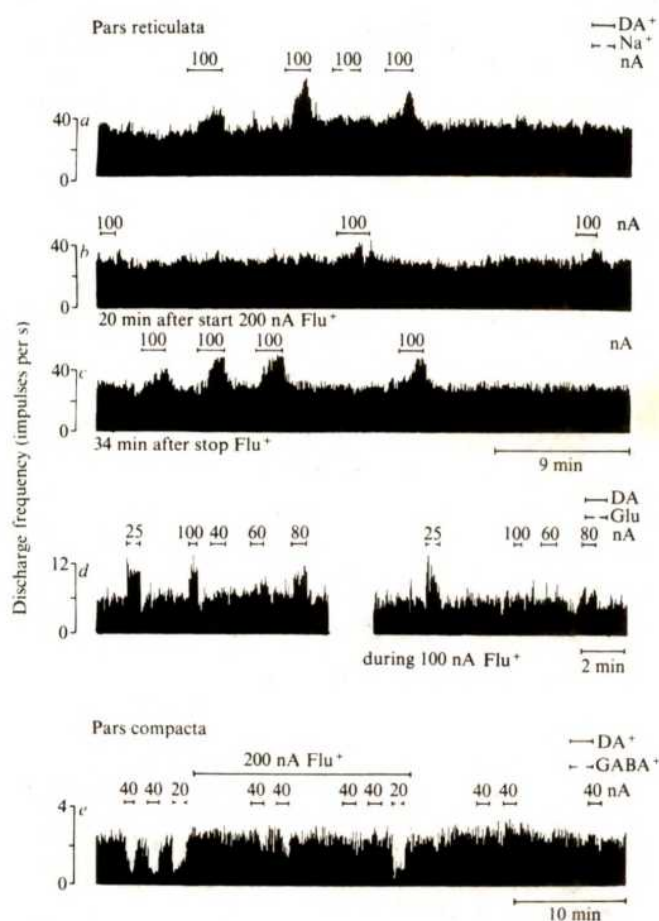 Pars reticulata
DA⁺
Na⁺
nA
100 100 100 100
40 a
0
100 100 100 nA
40 b
0
20 min after start 200 nA Flu⁺
100 100 100 100 nA
40 c
0
34 min after stop Flu⁺
9 min
Discharge frequency (impulses per s)
DA
Glu
25 100 40 60 80 25 100 60 80 nA
12 d
0
during 100 nA Flu⁺
2 min
Pars compacta
DA⁺
GABA⁺
200 nA Flu⁺
40 40 20 40 40 40 40 20 40 40 40 nA
4 e
0
10 min